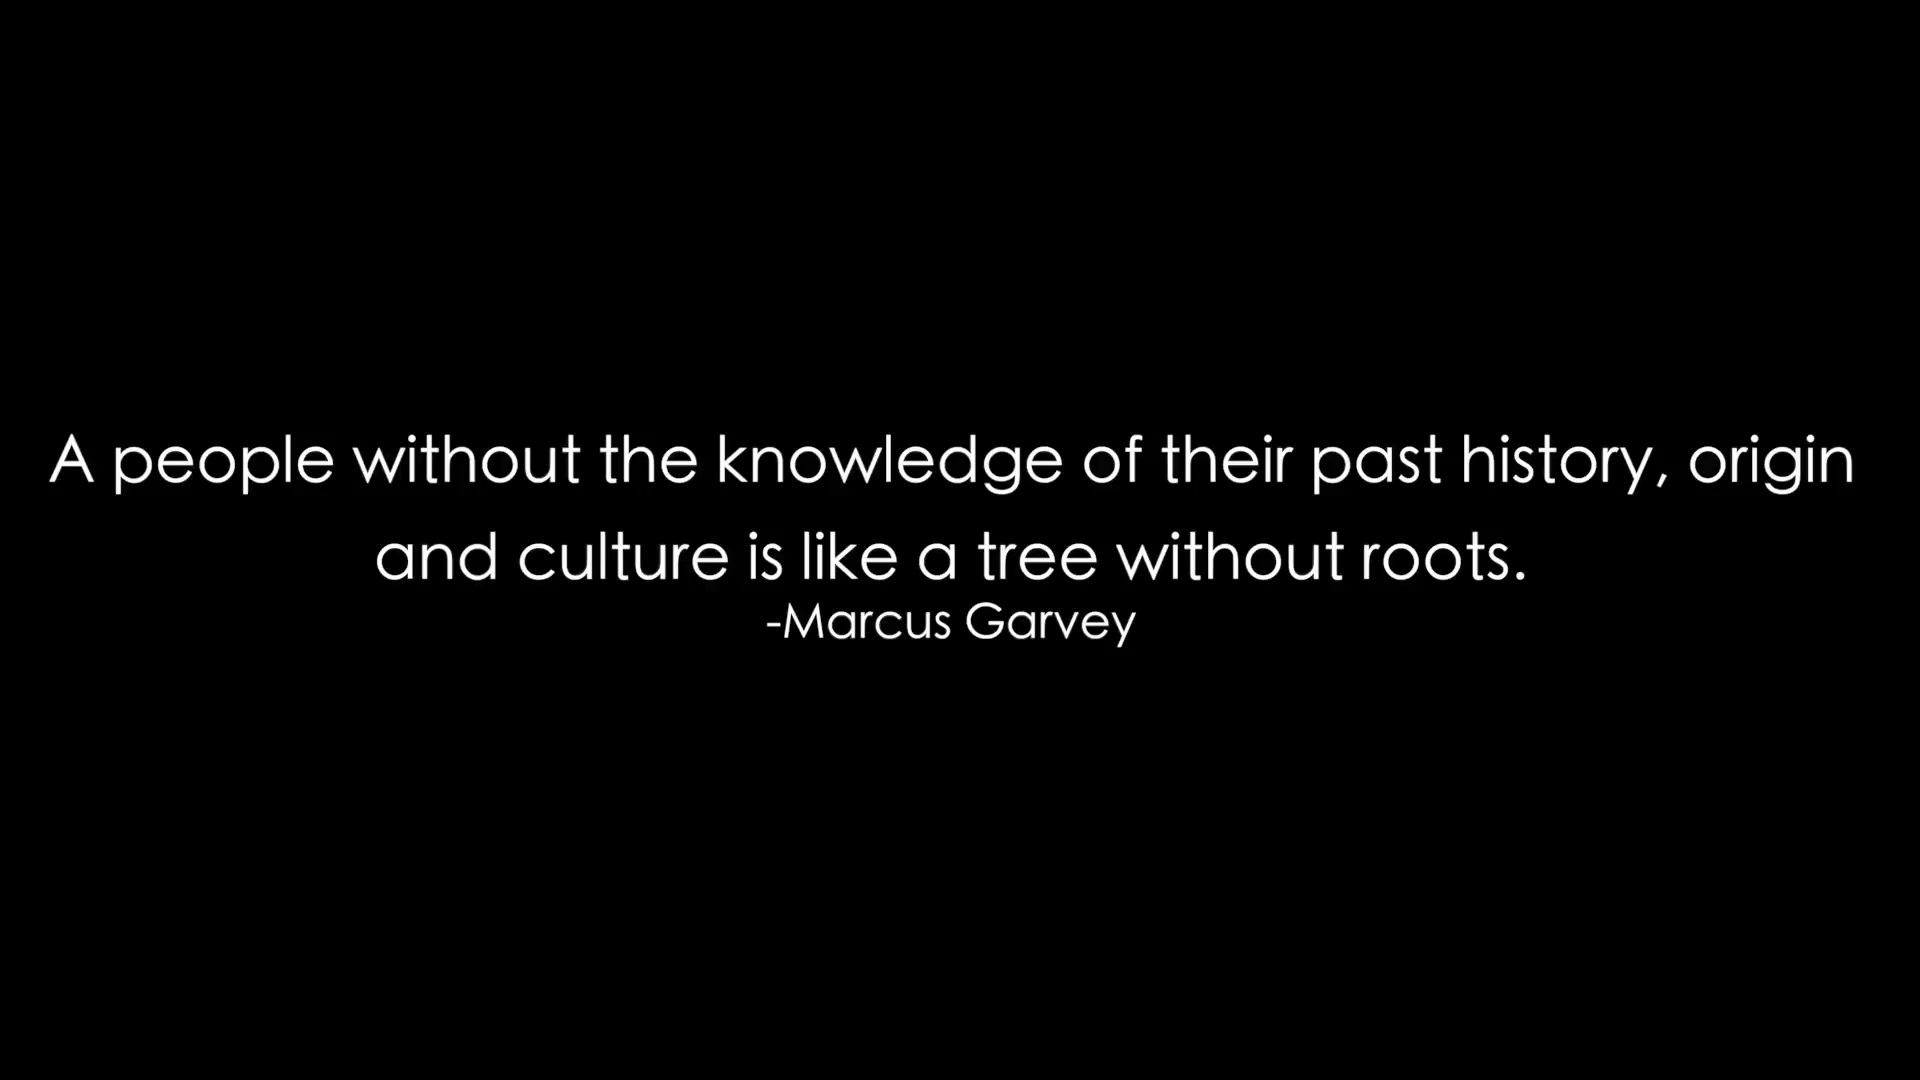 A people without the knowledge of their past history, origin
and culture is like a tree without roots.
-Marcus Garvey